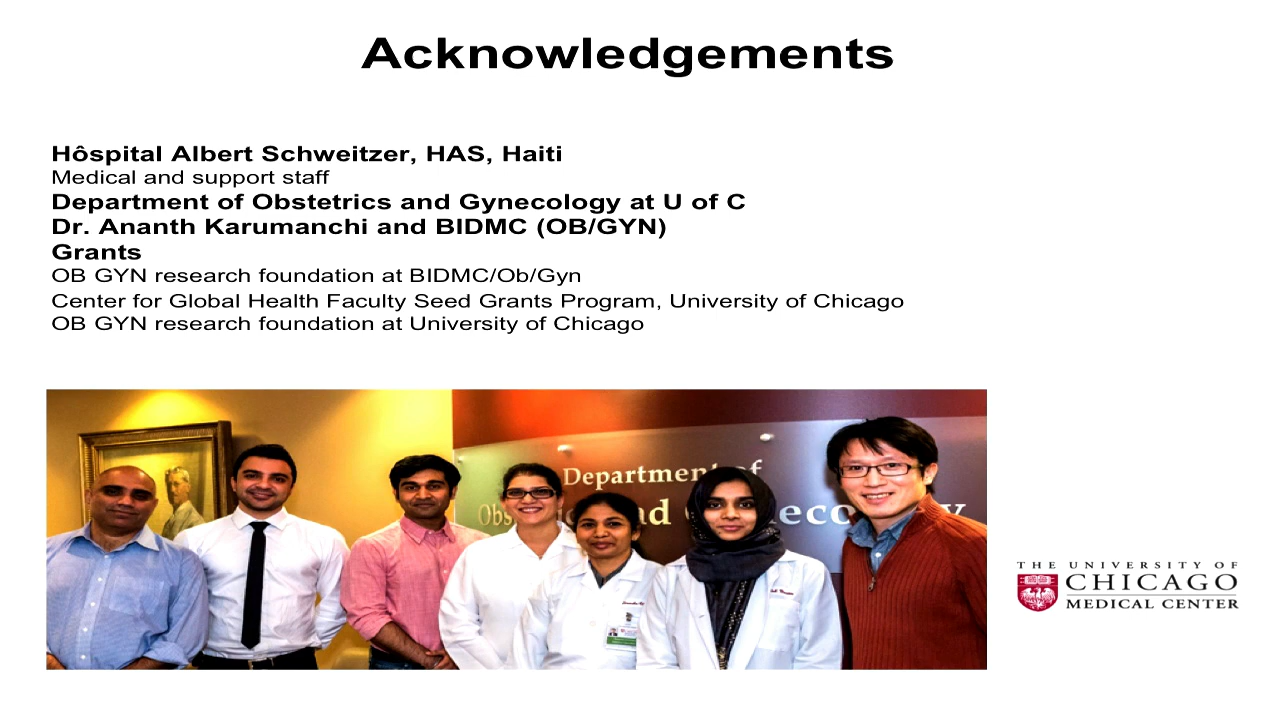 Acknowledgements
Hôspital Albert Schweitzer, HAS, Haiti
Medical and support staff
Department of Obstetrics and Gynecology at U of C
Dr. Ananth Karumanchi and BIDMC (OB/GYN)
Grants
OB GYN research foundation at BIDMC/Ob/Gyn
Center for Global Health Faculty Seed Grants Program, University of Chicago
OB GYN research foundation at University of Chicago
Department of
THE UNIVERSITY OF
CHICAGO
MEDICAL CENTER